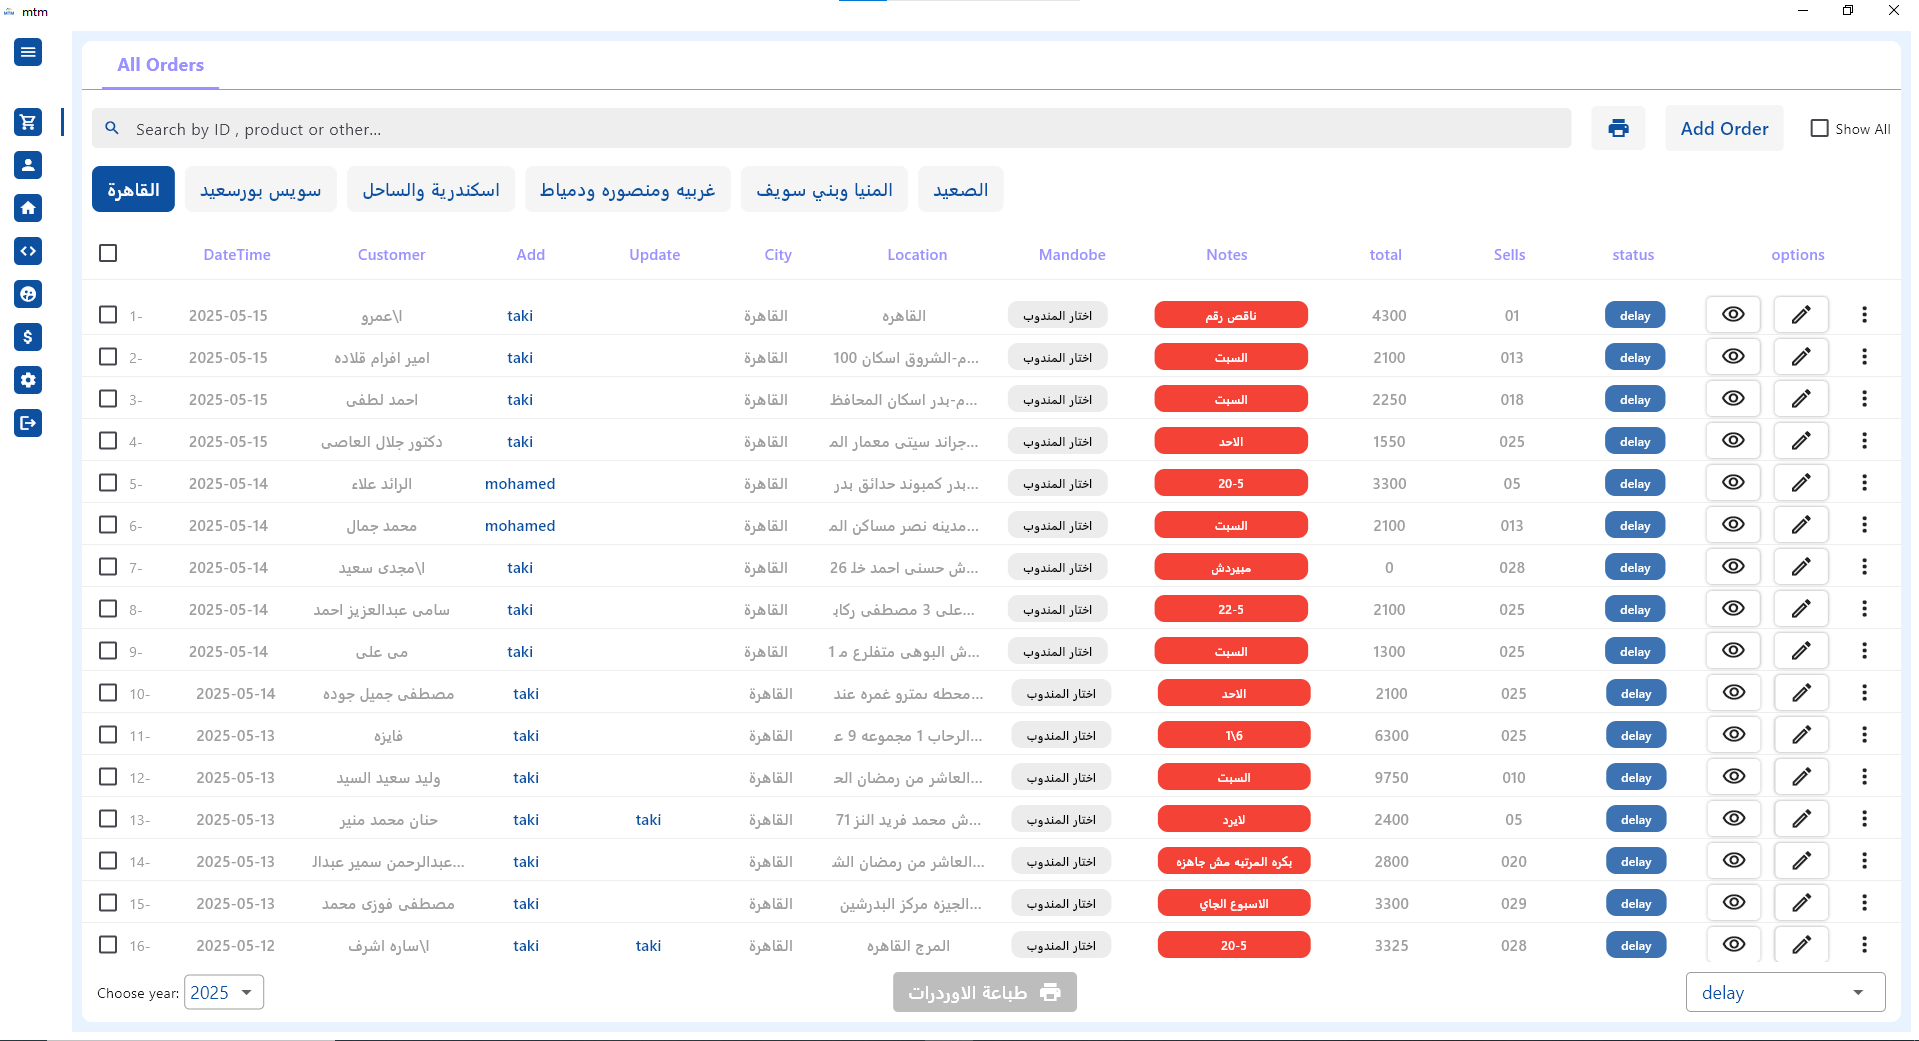 mtm
All Orders
Search by ID , product or other...
Add Order
Show All
القاهرة
سويس بورسعيد
اسكندرية والساحل
غربيه ومنصوره ودمياط
المنيا وبني سويف
الصعيد
DateTime Customer Add Update City Location Mandobe Notes total Sells status options
1- 2025-05-15 ا\عمرو taki القاهرة القاهره اختار المندوب ناقص رقم 4300 01 delay
2- 2025-05-15 امير افرام قلاده taki القاهرة م-الشروق اسكان 100... اختار المندوب السبت 2100 013 delay
3- 2025-05-15 احمد لطفى taki القاهرة م-بدر اسكان المحافظ... اختار المندوب السبت 2250 018 delay
4- 2025-05-15 دكتور جلال العاصى taki القاهرة جراند سيتى معمار الم... اختار المندوب الاحد 1550 025 delay
5- 2025-05-14 الرائد علاء mohamed القاهرة بدر كمبوند حدائق بدر... اختار المندوب 20-5 3300 05 delay
6- 2025-05-14 محمد جمال mohamed القاهرة مدينه نصر مساكن الم... اختار المندوب السبت 2100 013 delay
7- 2025-05-14 ا\مجدى سعيد taki القاهرة 26 ش حسنى احمد خل... اختار المندوب مبيردش 0 028 delay
8- 2025-05-14 سامى عبدالعزيز احمد taki القاهرة على 3 مصطفى ركاب... اختار المندوب 22-5 2100 025 delay
9- 2025-05-14 مى على taki القاهرة 1 ش البوهى متفلرع م... اختار المندوب السبت 1300 025 delay
10- 2025-05-14 مصطفى جميل جوده taki القاهرة محطه بمترو غمره عند... اختار المندوب الاحد 2100 025 delay
11- 2025-05-13 فايزه taki القاهرة الرحاب 1 مجموعه 9 ع... اختار المندوب 1\6 6300 025 delay
12- 2025-05-13 وليد سعيد السيد taki القاهرة العاشر من رمضان الح... اختار المندوب السبت 9750 010 delay
13- 2025-05-13 حنان محمد منير taki taki القاهرة 71 ش محمد فريد النز... اختار المندوب لايرد 2400 05 delay
14- 2025-05-13 عبدالرحمن سمير عبدال... taki القاهرة العاشر من رمضان الش... اختار المندوب بكره المرتبه مش جاهزه 2800 020 delay
15- 2025-05-13 مصطفى فوزى محمد taki القاهرة الجيزه مركز البدرشين... اختار المندوب الاسبوع الجاي 3300 029 delay
16- 2025-05-12 ا\ساره اشرف taki taki القاهرة المرج القاهره اختار المندوب 20-5 3325 028 delay
Choose year: 2025
طباعة الاوردرات
delay